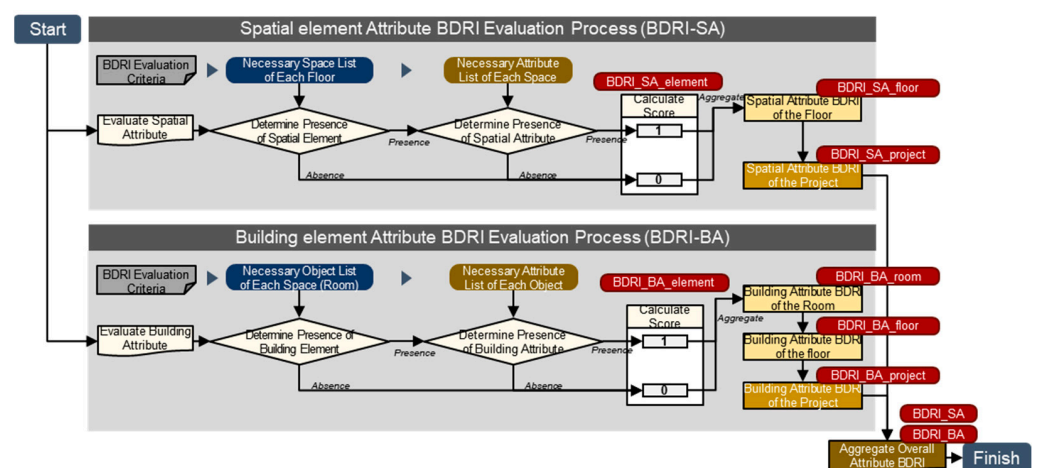 Start
Spatial element Attribute BDRI Evaluation Process (BDRI-SA)
BDRI Evaluation
Criteria
Necessary Space List
of Each Floor
Necessary Attribute
List of Each Space
BDRI_SA_element
BDRI_SA_floor
Calculate
Score
Aggregate
Spatial Attribute BDRI
of the Floor
Evaluate Spatial
Attribute
Determine Presence
of Spatial Element
Presence
Determine Presence
of Spatial Attribute
Presence
1
BDRI_SA_project
Spatial Attribute BDRI
of the Project
Absence
Absence
0
Building element Attribute BDRI Evaluation Process (BDRI-BA)
BDRI Evaluation
Criteria
Necessary Object List
of Each Space (Room)
Necessary Attribute
List of Each Object
BDRI_BA_element
BDRI_BA_room
Building Attribute BDRI
of the Room
Calculate
Score
Aggregate
Evaluate Building
Attribute
Determine Presence of
Building Element
Presence
Determine Presence
of Building Attribute
Presence
1
BDRI_BA_floor
Building Attribute BDRI
of the floor
BDRI_BA_project
Building Attribute BDRI
of the Project
Absence
Absence
0
BDRI_SA
BDRI_BA
Aggregate Overall
Attribute BDRI
Finish